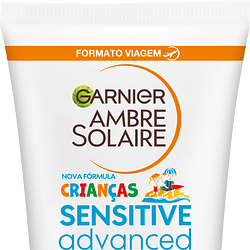 FORMATO VIAGEM
GARNIER
AMBRE
SOLAIRE
NOVA FÓRMULA
CRIANÇAS
SENSITIVE
advanced